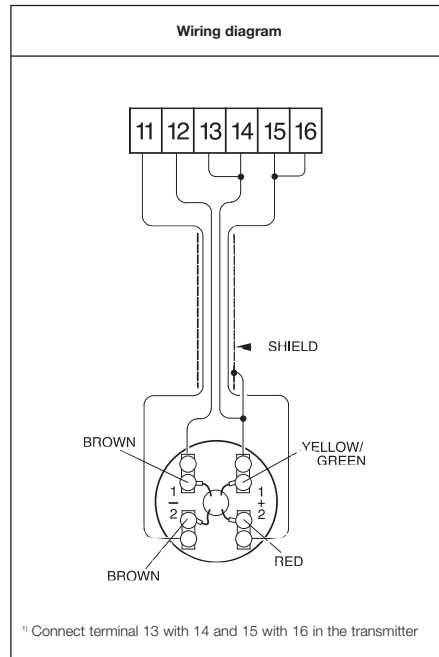 Wiring diagram
11 12 13 14 15 16
SHIELD
BROWN
YELLOW/
GREEN
1 1
– +
2 2
BROWN
RED
1) Connect terminal 13 with 14 and 15 with 16 in the transmitter